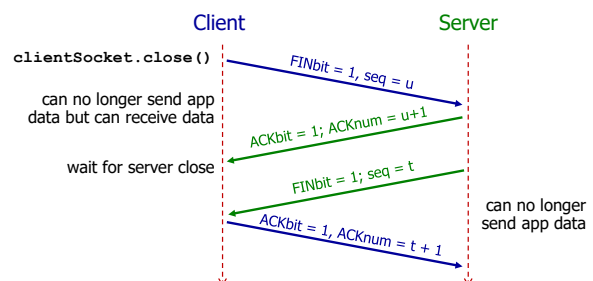 Client
Server
clientSocket.close()
FINbit = 1, seq = u
can no longer send app
data but can receive data
ACKbit = 1; ACKnum = u+1
wait for server close
FINbit = 1; seq = t
can no longer
send app data
ACKbit = 1, ACKnum = t + 1